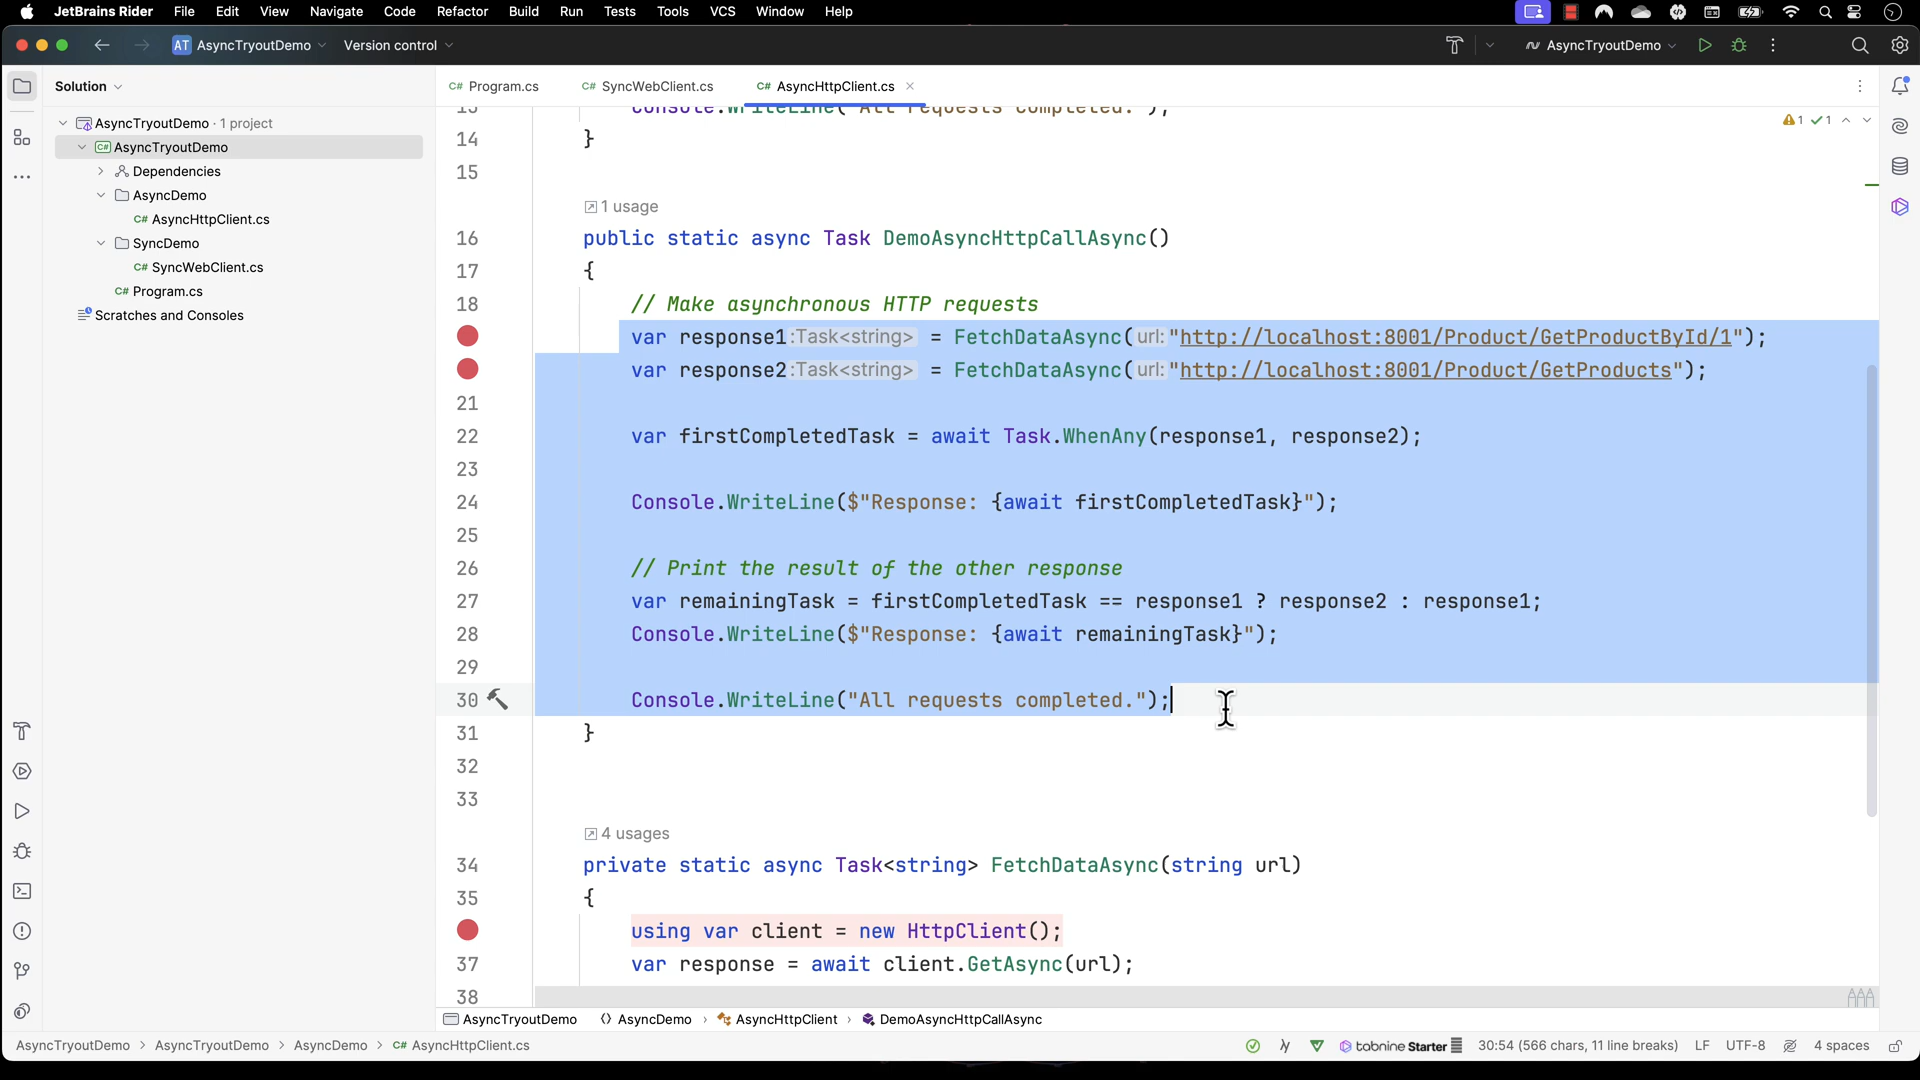 JetBrains Rider File Edit View Navigate Code Refactor Build Run Tests Tools VCS Window Help
AT AsyncTryoutDemo Version control AsyncTryoutDemo
Solution
C# Program.cs C# SyncWebClient.cs C# AsyncHttpClient.cs
AsyncTryoutDemo · 1 project
C# AsyncTryoutDemo
Dependencies
AsyncDemo
C# AsyncHttpClient.cs
SyncDemo
C# SyncWebClient.cs
C# Program.cs
Scratches and Consoles
1 1
13 Console.WriteLine("All requests completed.");
14 }
15
1 usage
16 public static async Task DemoAsyncHttpCallAsync()
17 {
18 // Make asynchronous HTTP requests
var response1 :Task<string> = FetchDataAsync( url: "http://localhost:8001/Product/GetProductById/1");
var response2 :Task<string> = FetchDataAsync( url: "http://localhost:8001/Product/GetProducts");
21
22 var firstCompletedTask = await Task.WhenAny(response1, response2);
23
24 Console.WriteLine($"Response: {await firstCompletedTask}");
25
26 // Print the result of the other response
27 var remainingTask = firstCompletedTask == response1 ? response2 : response1;
28 Console.WriteLine($"Response: {await remainingTask}");
29
30 Console.WriteLine("All requests completed.");
31 }
32
33
4 usages
34 private static async Task<string> FetchDataAsync(string url)
35 {
using var client = new HttpClient();
37 var response = await client.GetAsync(url);
38
AsyncTryoutDemo AsyncDemo › AsyncHttpClient › DemoAsyncHttpCallAsync
AsyncTryoutDemo › AsyncTryoutDemo › AsyncDemo › C# AsyncHttpClient.cs
tabnine Starter 30:54 (566 chars, 11 line breaks) LF UTF-8 4 spaces